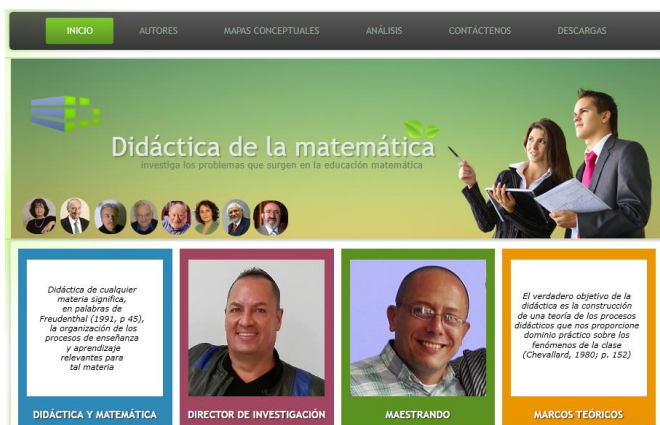 INICIO
AUTORES
MAPAS CONCEPTUALES
ANÁLISIS
CONTÁCTENOS
DESCARGAS
Didáctica de la matemática
investiga los problemas que surgen en la educación matemática
Didáctica de cualquier
materia significa,
en palabras de
Freudenthal (1991, p 45),
la organización de los
procesos de enseñanza
y aprendizaje
relevantes para
tal materia
DIDÁCTICA Y MATEMÁTICA
DIRECTOR DE INVESTIGACIÓN
MAESTRANDO
El verdadero objetivo de la
didáctica es la construcción
de una teoría de los procesos
didácticos que nos proporcione
dominio práctico sobre los
fenómenos de la clase
(Chevallard, 1980; p. 152)
MARCOS TEÓRICOS